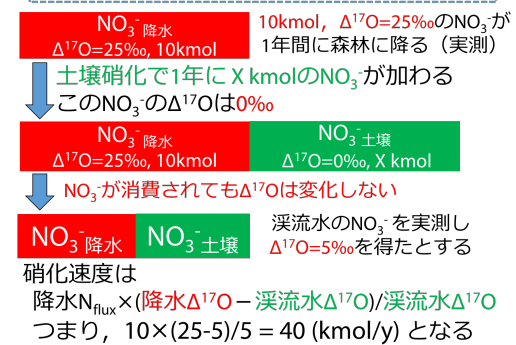 NO₃⁻降水
Δ¹⁷O=25‰, 10kmol
10kmol，Δ¹⁷O=25‰のNO₃⁻が
1年間に森林に降る（実測）
土壌硝化で1年に X kmolのNO₃⁻が加わる
このNO₃⁻のΔ¹⁷Oは0‰
NO₃⁻降水
Δ¹⁷O=25‰, 10kmol
NO₃⁻土壌
Δ¹⁷O=0‰, X kmol
NO₃⁻が消費されてもΔ¹⁷Oは変化しない
NO₃⁻降水
NO₃⁻土壌
渓流水のNO₃⁻を実測し
Δ¹⁷O=5‰を得たとする
硝化速度は
降水Nflux×(降水Δ¹⁷O－渓流水Δ¹⁷O)/渓流水Δ¹⁷O
つまり，10×(25-5)/5 = 40 (kmol/y) となる